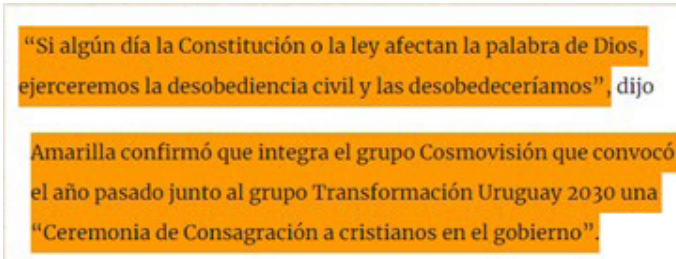 “Si algún día la Constitución o la ley afectan la palabra de Dios,
ejerceremos la desobediencia civil y las desobedeceríamos”, dijo
Amarilla confirmó que integra el grupo Cosmovisión que convocó
el año pasado junto al grupo Transformación Uruguay 2030 una
“Ceremonia de Consagración a cristianos en el gobierno”.